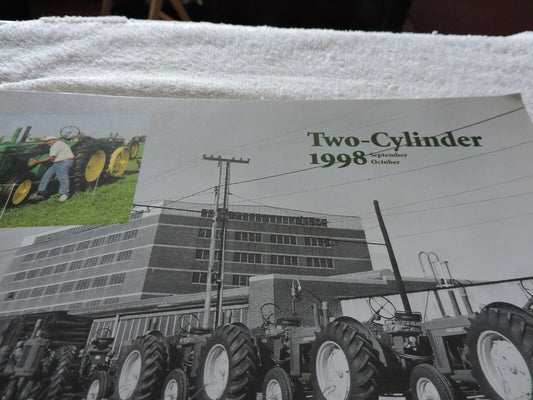 Two-Cylinder
1998 September
October